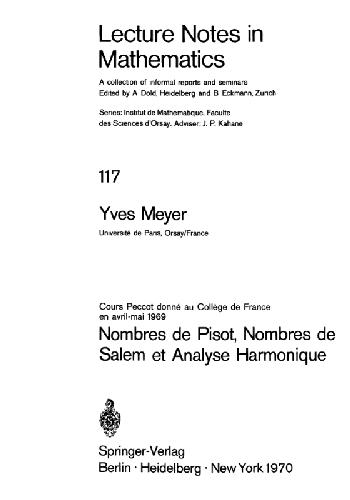 Lecture Notes in
Mathematics
A collection of informal reports and seminars
Edited by A. Dold, Heidelberg and B. Eckmann, Zurich
Series: Institut de Mathematique. Faculte
des Sciences d'Orsay. Adviser: J. P. Kahane
117
Yves Meyer
Université de Paris, Orsay/France
Cours Peccot donné au Collège de France
en avril-mai 1969
Nombres de Pisot, Nombres de
Salem et Analyse Harmonique
Springer-Verlag
Berlin · Heidelberg · New York 1970